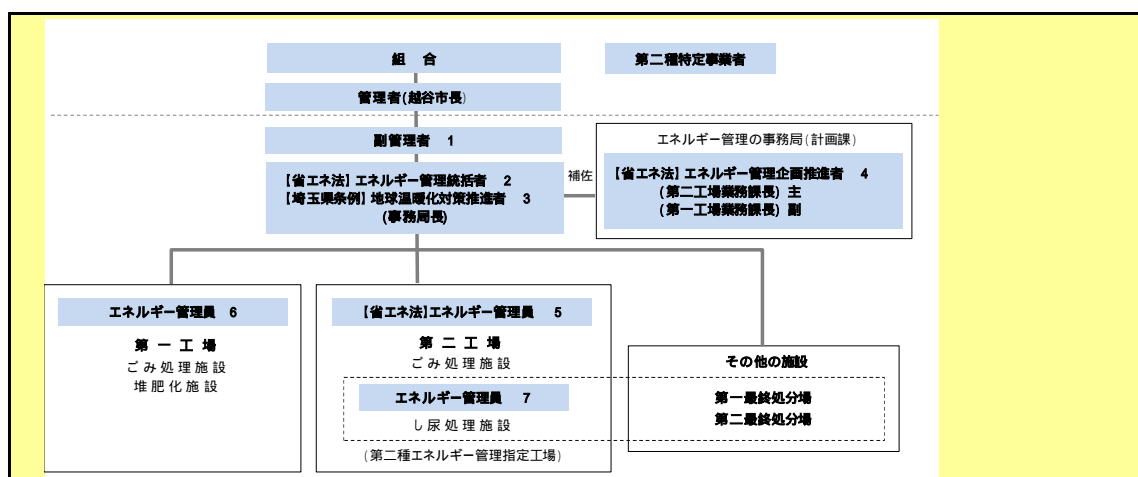 組 合
第二種特定事業者
管理者(越谷市長)
副管理者 1
エネルギー管理の事務局(計画課)
【省エネ法】エネルギー管理統括者 2
【埼玉県条例】地球温暖化対策推進者 3
(事務局長)
補佐
【省エネ法】エネルギー管理企画推進者 4
(第二工場業務課長) 主
(第一工場業務課長) 副
エネルギー管理員 6
第 一 工 場
ごみ処理施設
堆肥化施設
【省エネ法】エネルギー管理員 5
第 二 工 場
ごみ処理施設
エネルギー管理員 7
し尿処理施設
(第二種エネルギー管理指定工場)
その他の施設
第一最終処分場
第二最終処分場